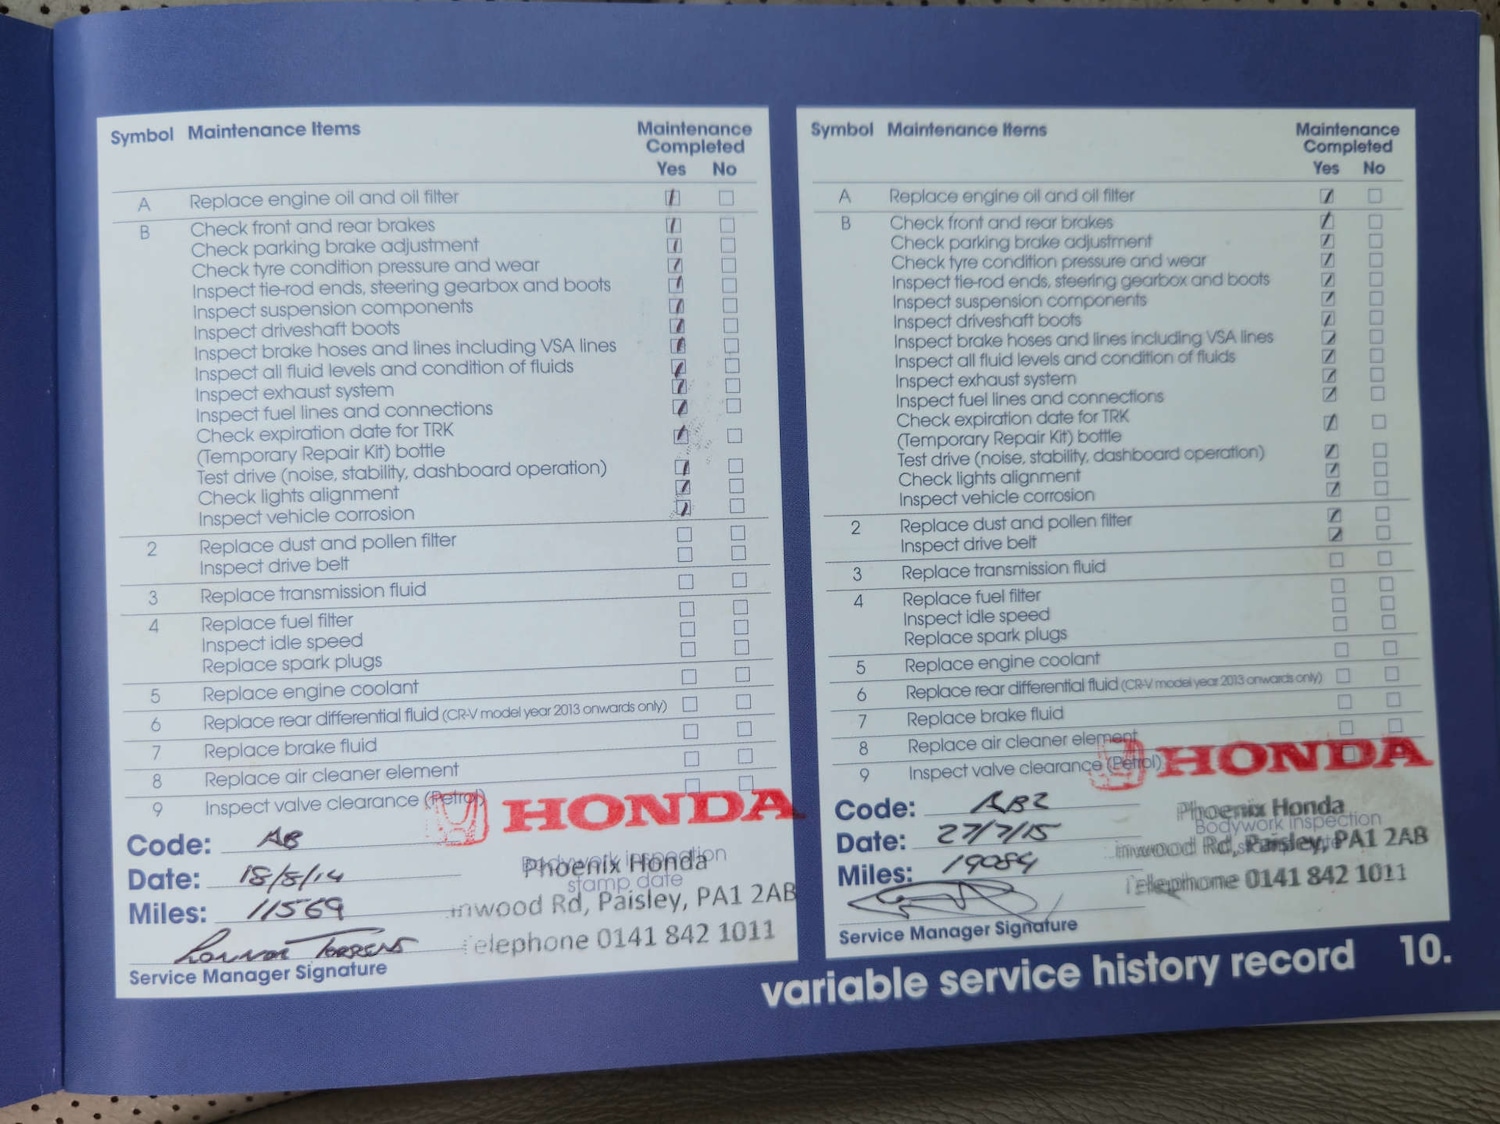 Symbol Maintenance Items Maintenance Completed
Yes No
A Replace engine oil and oil filter
B Check front and rear brakes
Check parking brake adjustment
Check tyre condition pressure and wear
Inspect tie-rod ends, steering gearbox and boots
Inspect suspension components
Inspect driveshaft boots
Inspect brake hoses and lines including VSA lines
Inspect all fluid levels and condition of fluids
Inspect exhaust system
Inspect fuel lines and connections
Check expiration date for TRK
(Temporary Repair Kit) bottle
Test drive (noise, stability, dashboard operation)
Check lights alignment
Inspect vehicle corrosion
2 Replace dust and pollen filter
Inspect drive belt
3 Replace transmission fluid
4 Replace fuel filter
Inspect idle speed
Replace spark plugs
5 Replace engine coolant
6 Replace rear differential fluid (CR-V model year 2013 onwards only)
7 Replace brake fluid
8 Replace air cleaner element
9 Inspect valve clearance (Petrol)
HONDA
Code: AB
Date: 18/8/14
Miles: 11569
Bodywork inspection
stamp date
Phoenix Honda
Inwood Rd, Paisley, PA1 2AB
Telephone 0141 842 1011
Service Manager Signature
Symbol Maintenance Items Maintenance Completed
Yes No
A Replace engine oil and oil filter
B Check front and rear brakes
Check parking brake adjustment
Check tyre condition pressure and wear
Inspect tie-rod ends, steering gearbox and boots
Inspect suspension components
Inspect driveshaft boots
Inspect brake hoses and lines including VSA lines
Inspect all fluid levels and condition of fluids
Inspect exhaust system
Inspect fuel lines and connections
Check expiration date for TRK
(Temporary Repair Kit) bottle
Test drive (noise, stability, dashboard operation)
Check lights alignment
Inspect vehicle corrosion
2 Replace dust and pollen filter
Inspect drive belt
3 Replace transmission fluid
4 Replace fuel filter
Inspect idle speed
Replace spark plugs
5 Replace engine coolant
6 Replace rear differential fluid (CR-V model year 2013 onwards only)
7 Replace brake fluid
8 Replace air cleaner element
9 Inspect valve clearance (Petrol)
HONDA
Code: AB2
Date: 27/7/15
Miles: 19089
Phoenix Honda
Bodywork inspection
Inwood Rd, Paisley, PA1 2AB
Telephone 0141 842 1011
Service Manager Signature
variable service history record 10.